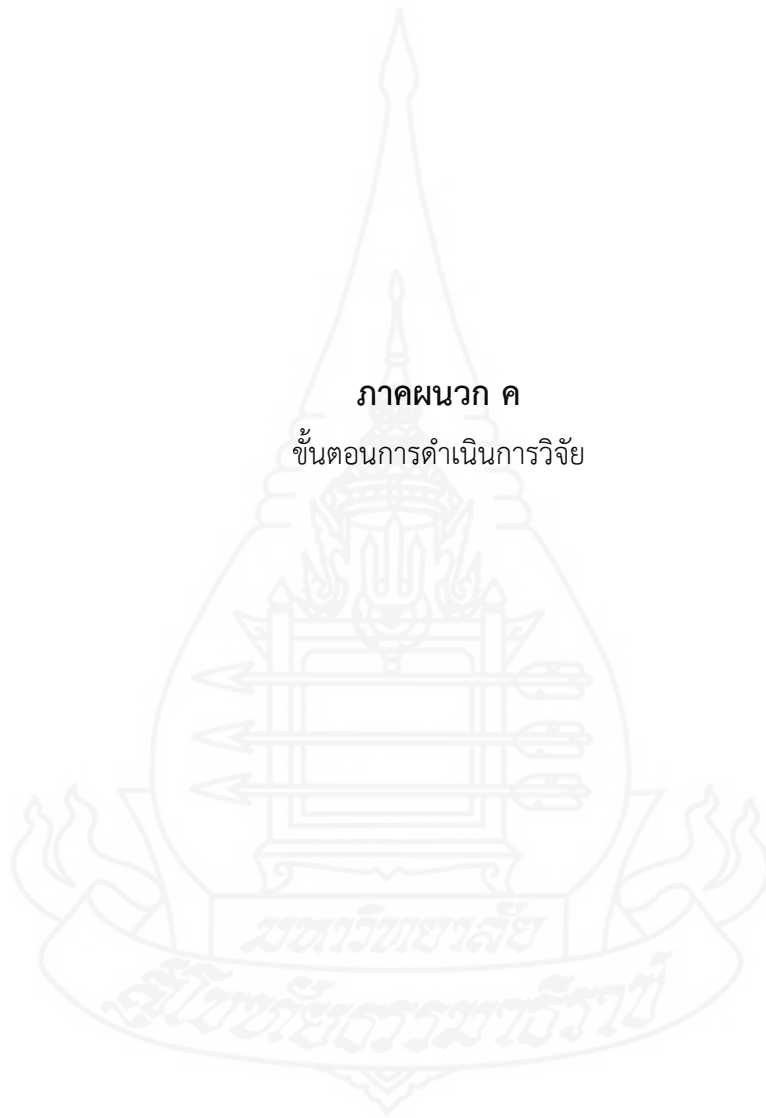 ภาคผนวก ค
ขั้นตอนการดำเนินการวิจัย
มหาวิทยาลัย
สุโขทัยธรรมาธิราช